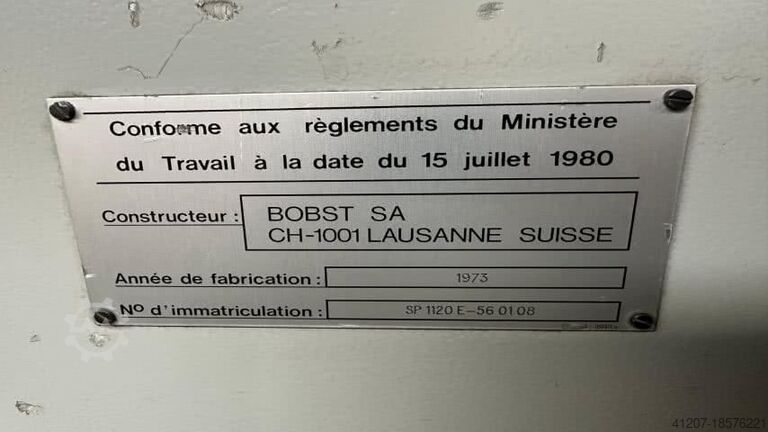 Conforme aux règlements du Ministère
du Travail à la date du 15 juillet 1980
Constructeur : BOBST SA
CH-1001 LAUSANNE SUISSE
Année de fabrication : 1973
No d'immatriculation : SP 1120 E-56 01 08
41207-18576221